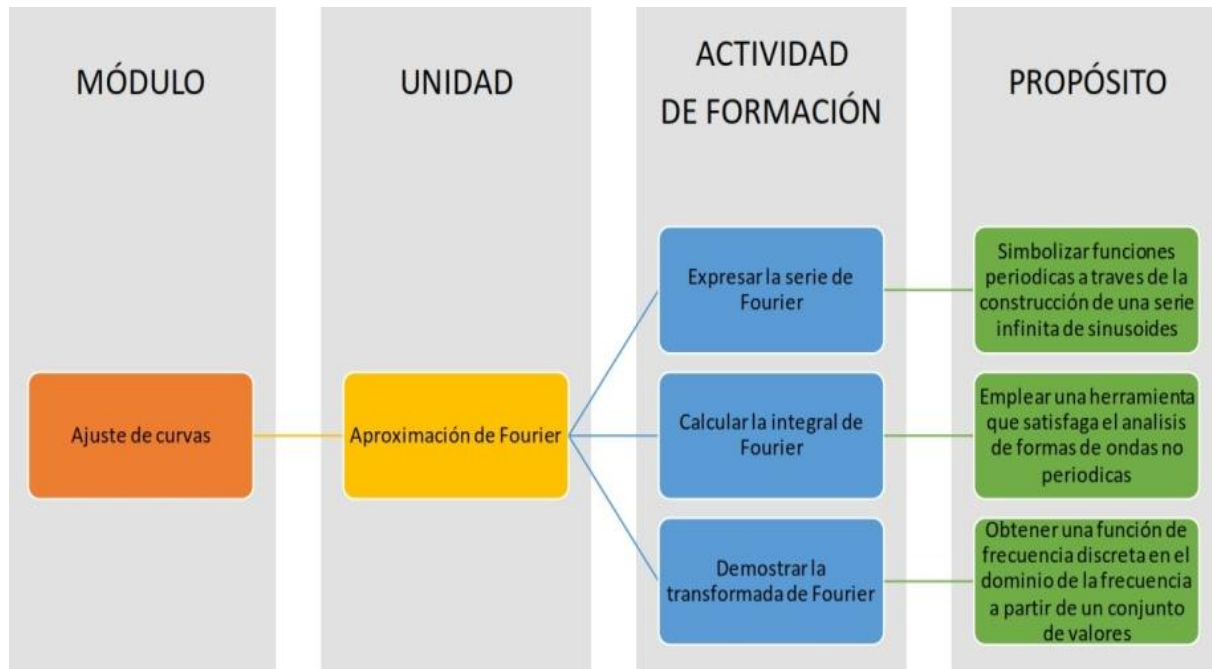 MÓDULO
UNIDAD
ACTIVIDAD
DE FORMACIÓN
PROPÓSITO
Ajuste de curvas
Aproximación de Fourier
Expresar la serie de
Fourier
Simbolizar funciones
periodicas a traves de la
construcción de una serie
infinita de sinusoides
Calcular la integral de
Fourier
Emplear una herramienta
que satisfaga el analisis
de formas de ondas no
periodicas
Demostrar la
transformada de Fourier
Obtener una función de
frecuencia discreta en el
dominio de la frecuencia
a partir de un conjunto
de valores